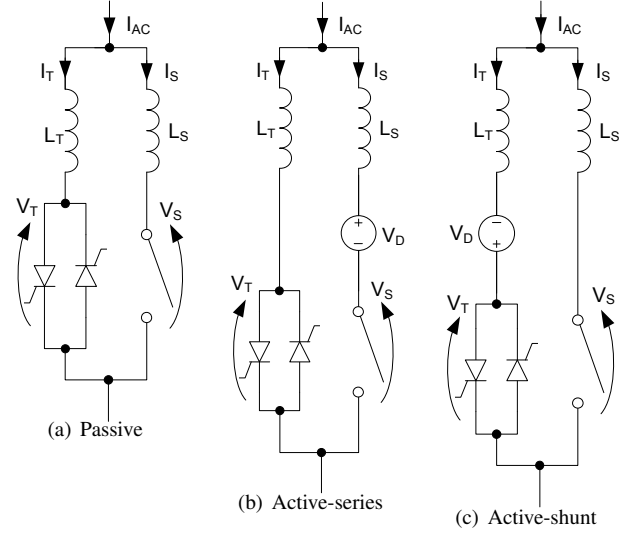 I_AC
I_T
I_S
L_T
L_S
V_T
V_S
(a) Passive
I_AC
I_T
I_S
L_T
L_S
+
−
V_D
V_T
V_S
(b) Active-series
I_AC
I_T
I_S
L_T
L_S
−
+
V_D
V_T
V_S
(c) Active-shunt